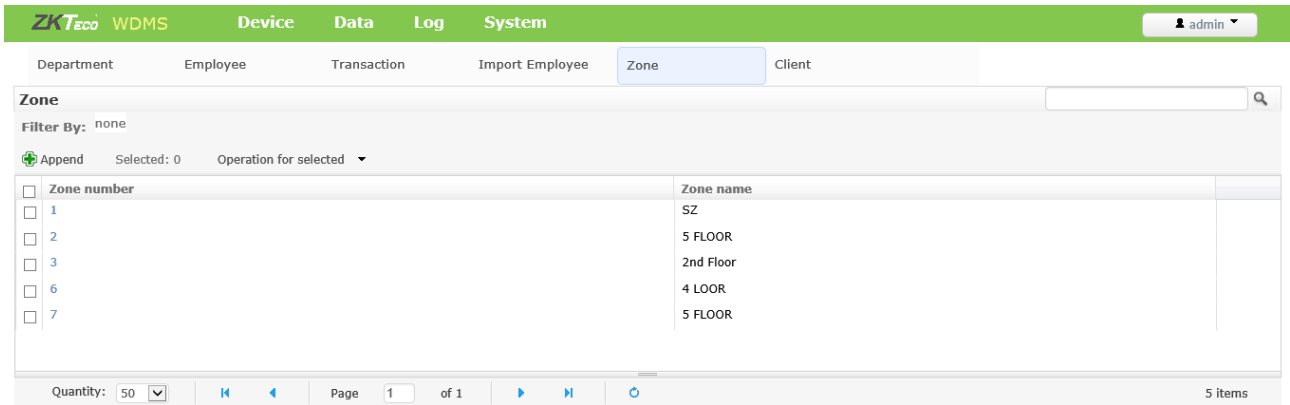 ZKTeco WDMS Device Data Log System admin
Department Employee Transaction Import Employee Zone Client
Zone
Filter By: none
Append Selected: 0 Operation for selected
Zone number Zone name
1 SZ
2 5 FLOOR
3 2nd Floor
6 4 LOOR
7 5 FLOOR
Quantity: 50 Page 1 of 1 5 items